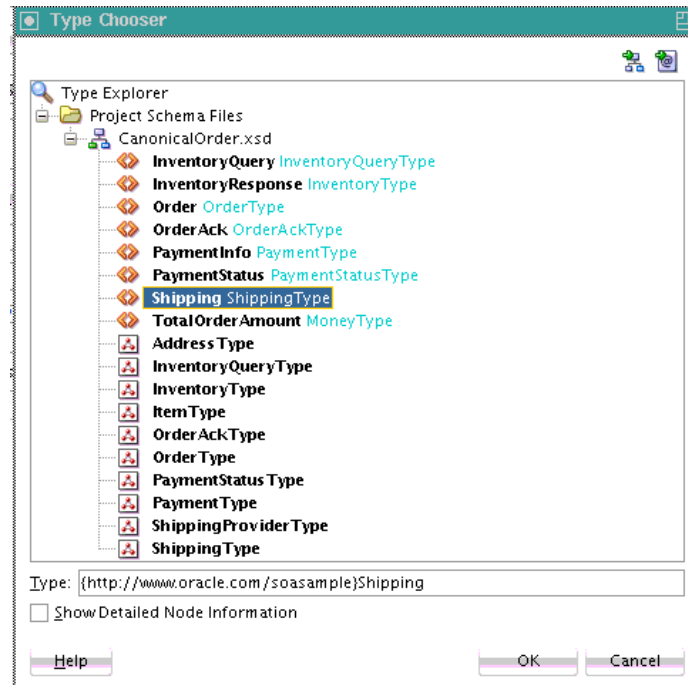 Type Chooser
Type Explorer
Project Schema Files
CanonicalOrder.xsd
InventoryQuery InventoryQueryType
InventoryResponse InventoryType
Order OrderType
OrderAck OrderAckType
PaymentInfo PaymentType
PaymentStatus PaymentStatusType
Shipping ShippingType
TotalOrderAmount MoneyType
AddressType
InventoryQueryType
InventoryType
ItemType
OrderAckType
OrderType
PaymentStatusType
PaymentType
ShippingProviderType
ShippingType
Type: {http://www.oracle.com/soasample}Shipping
Show Detailed Node Information
Help OK Cancel